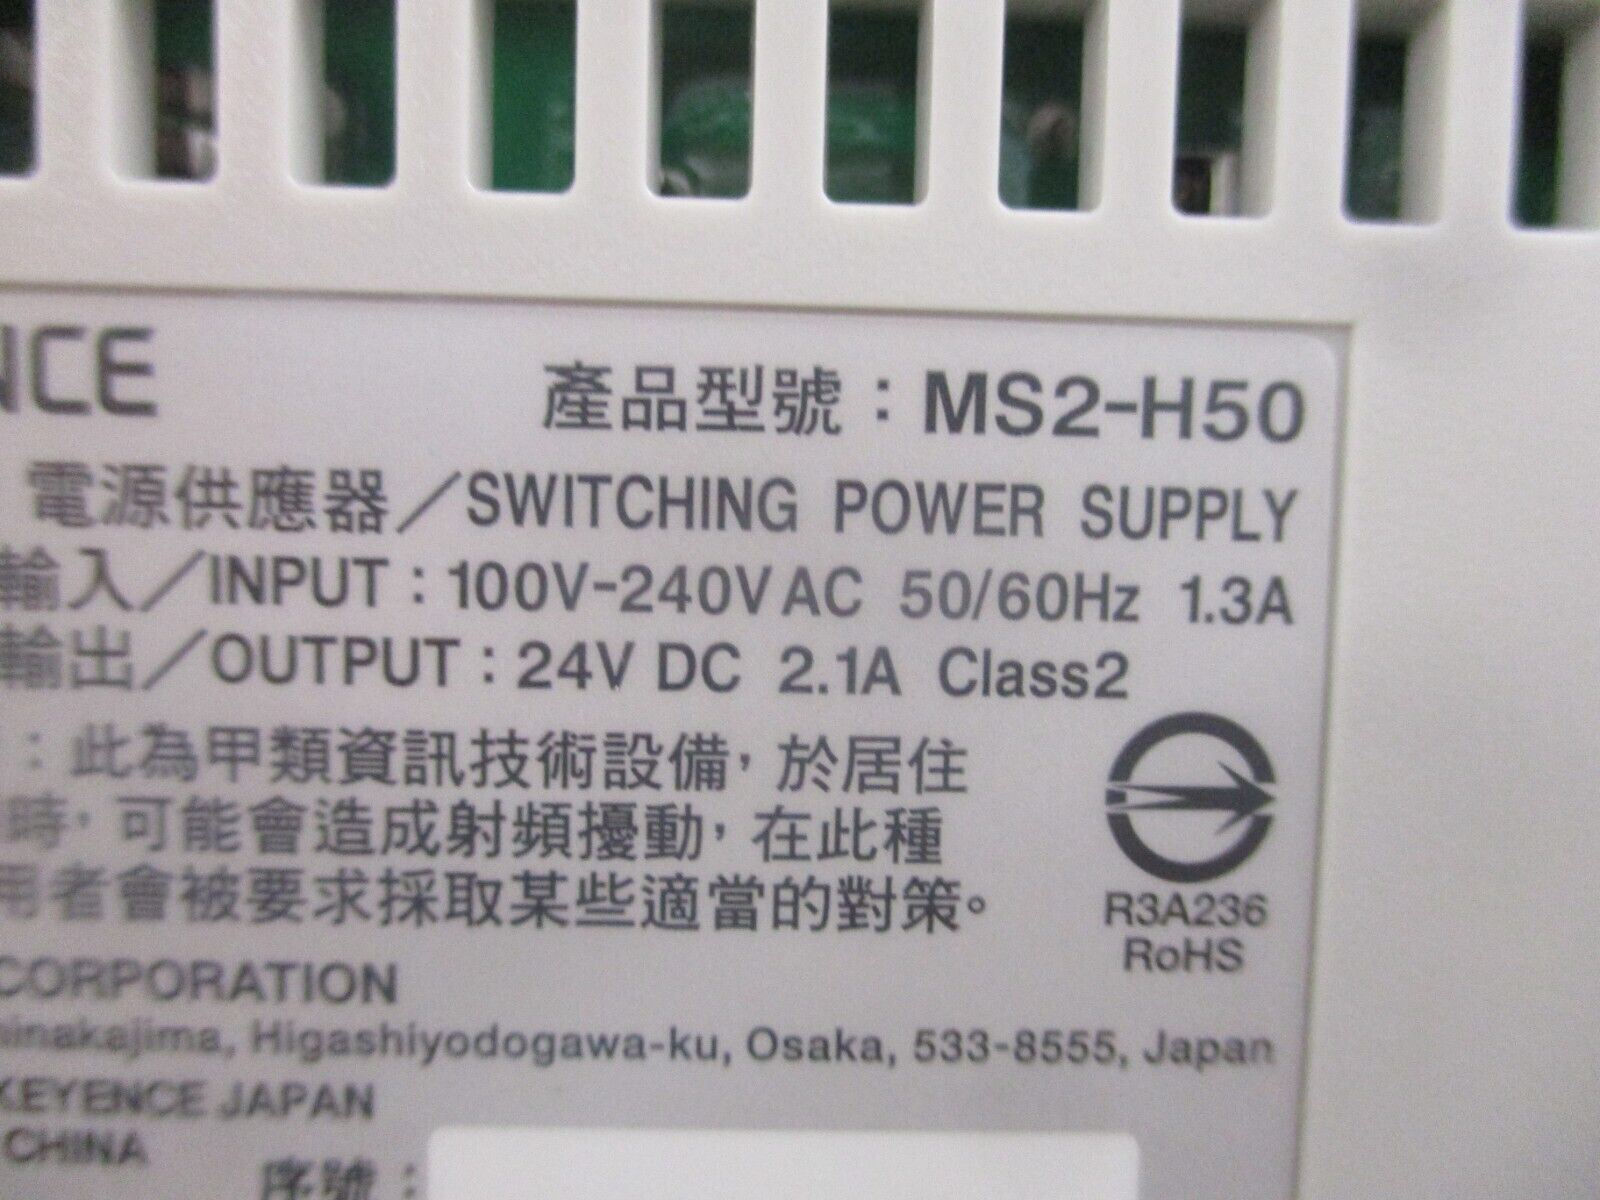 NCE
產品型號：MS2-H50
電源供應器／SWITCHING POWER SUPPLY
輸入／INPUT : 100V-240V AC 50/60Hz 1.3A
輸出／OUTPUT : 24V DC 2.1A Class2
：此為甲類資訊技術設備，於居住
時，可能會造成射頻擾動，在此種
用者會被要求採取某些適當的對策。
R3A236
RoHS
CORPORATION
hinakajima, Higashiyodogawa-ku, Osaka, 533-8555, Japan
KEYENCE JAPAN
CHINA
序號：